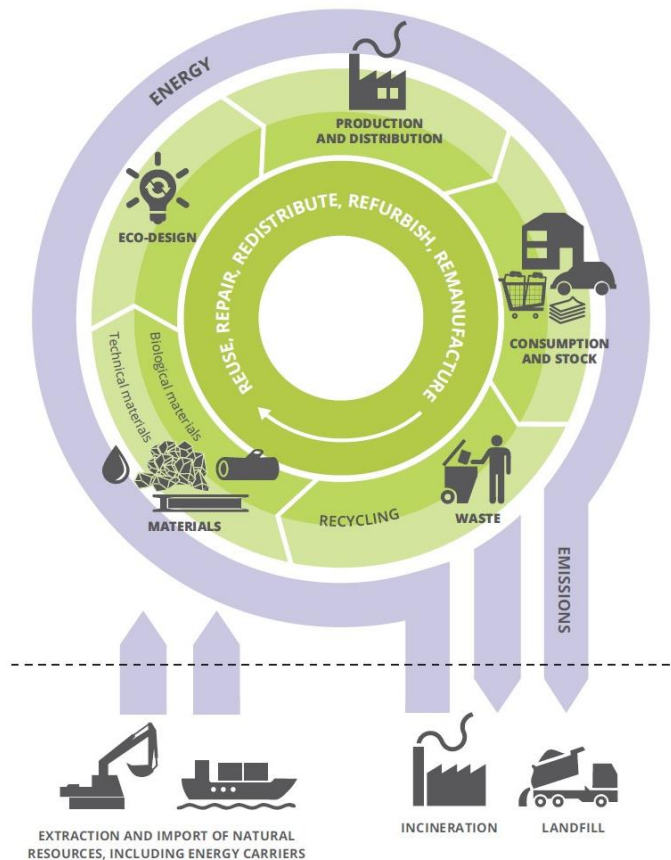 ENERGY
PRODUCTION
AND DISTRIBUTION
ECO-DESIGN
REUSE, REPAIR, REDISTRIBUTE, REFURBISH, REMANUFACTURE
CONSUMPTION
AND STOCK
Technical materials
Biological materials
MATERIALS
RECYCLING
WASTE
EMISSIONS
EXTRACTION AND IMPORT OF NATURAL
RESOURCES, INCLUDING ENERGY CARRIERS
INCINERATION
LANDFILL